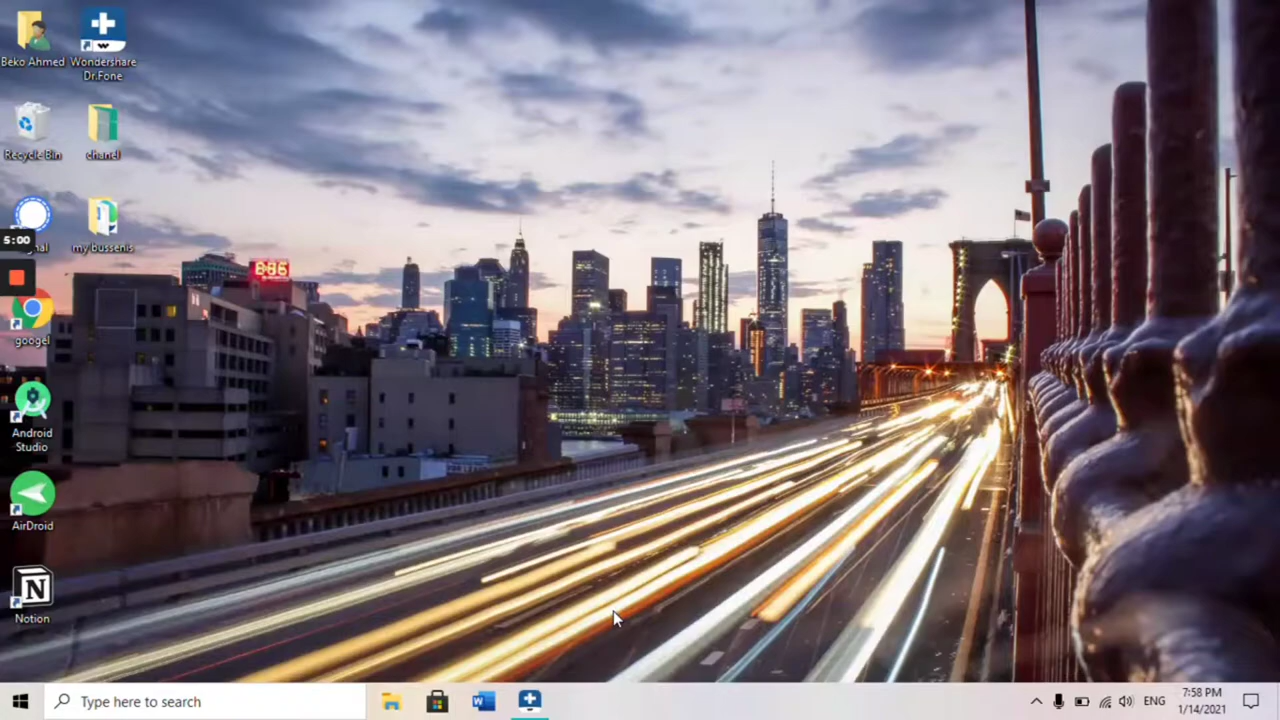 Beko Ahmed
Wondershare
Dr.Fone
Recycle Bin
chanel
my bussenis
5:00
googel
Android
Studio
AirDroid
Notion
Type here to search
ENG
7:58 PM
1/14/2021